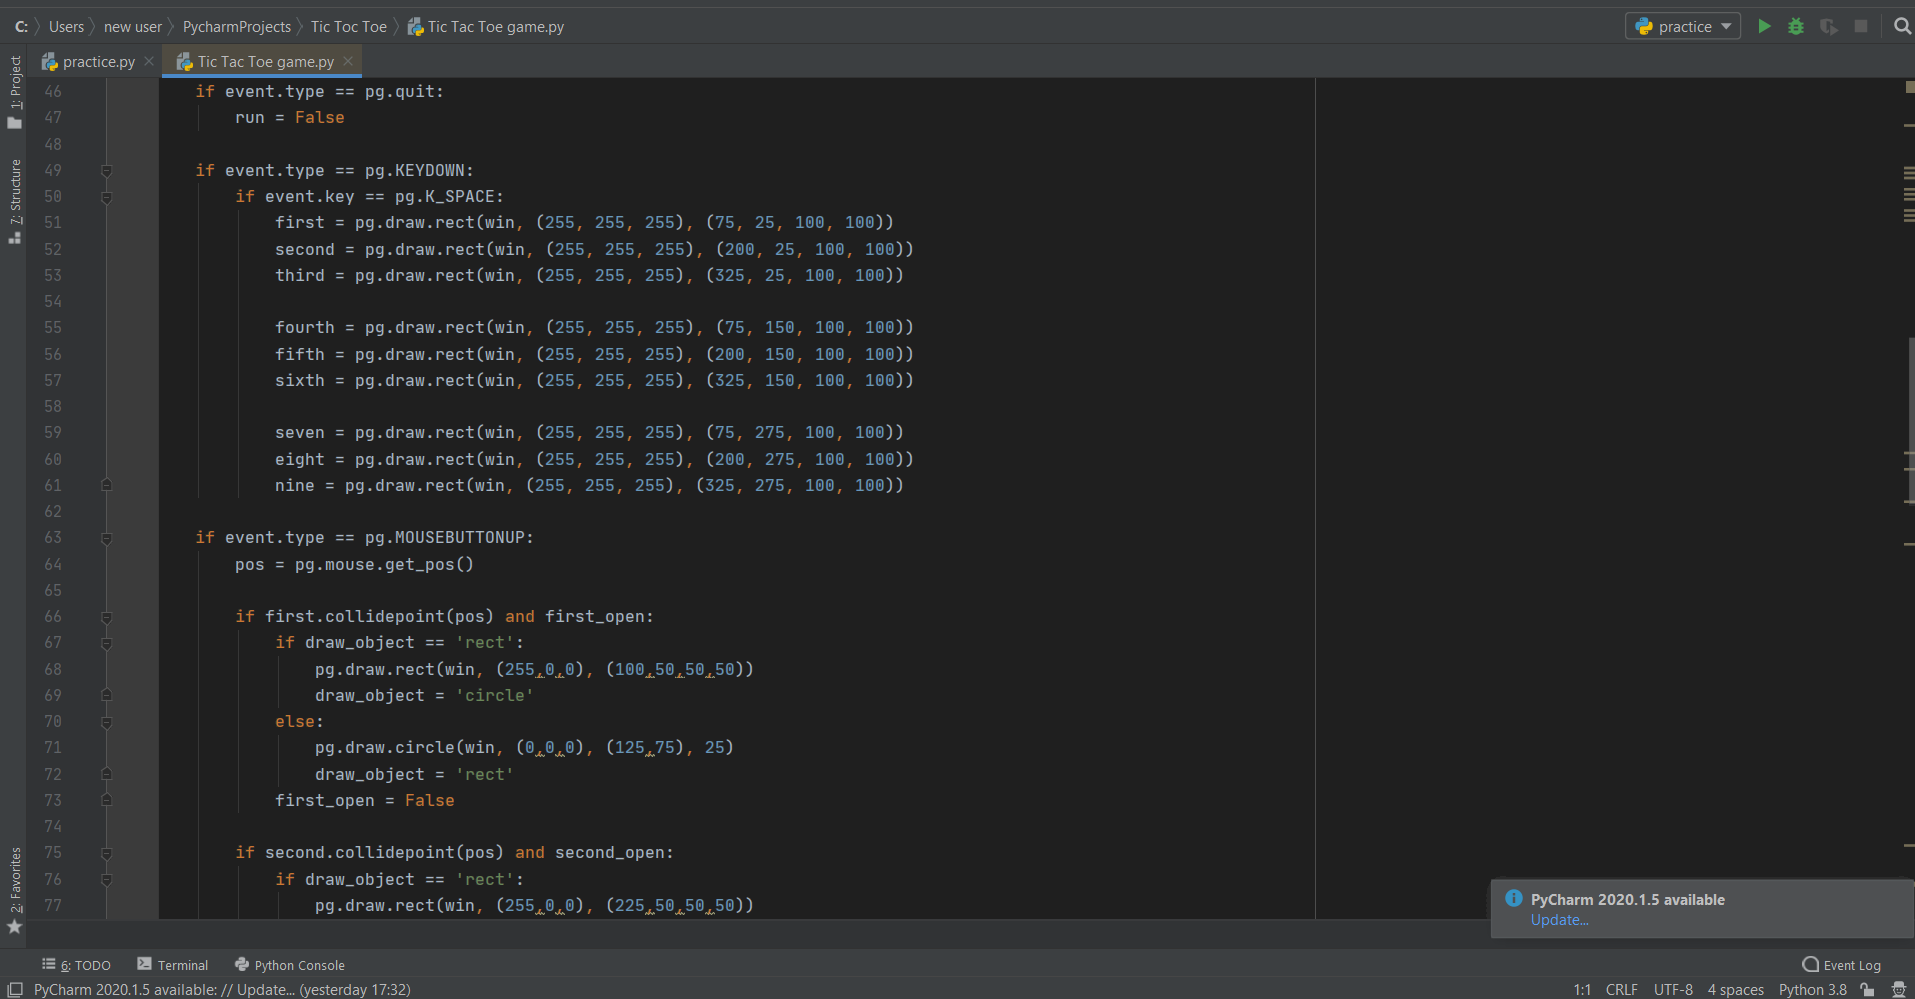 C: Users new user PycharmProjects Tic Toc Toe Tic Tac Toe game.py practice
practice.py Tic Tac Toe game.py
1: Project
7: Structure
2: Favorites
46 if event.type == pg.quit:
47 run = False
48
49 if event.type == pg.KEYDOWN:
50 if event.key == pg.K_SPACE:
51 first = pg.draw.rect(win, (255, 255, 255), (75, 25, 100, 100))
52 second = pg.draw.rect(win, (255, 255, 255), (200, 25, 100, 100))
53 third = pg.draw.rect(win, (255, 255, 255), (325, 25, 100, 100))
54
55 fourth = pg.draw.rect(win, (255, 255, 255), (75, 150, 100, 100))
56 fifth = pg.draw.rect(win, (255, 255, 255), (200, 150, 100, 100))
57 sixth = pg.draw.rect(win, (255, 255, 255), (325, 150, 100, 100))
58
59 seven = pg.draw.rect(win, (255, 255, 255), (75, 275, 100, 100))
60 eight = pg.draw.rect(win, (255, 255, 255), (200, 275, 100, 100))
61 nine = pg.draw.rect(win, (255, 255, 255), (325, 275, 100, 100))
62
63 if event.type == pg.MOUSEBUTTONUP:
64 pos = pg.mouse.get_pos()
65
66 if first.collidepoint(pos) and first_open:
67 if draw_object == 'rect':
68 pg.draw.rect(win, (255,0,0), (100,50,50,50))
69 draw_object = 'circle'
70 else:
71 pg.draw.circle(win, (0,0,0), (125,75), 25)
72 draw_object = 'rect'
73 first_open = False
74
75 if second.collidepoint(pos) and second_open:
76 if draw_object == 'rect':
77 pg.draw.rect(win, (255,0,0), (225,50,50,50))
PyCharm 2020.1.5 available
Update...
6: TODO Terminal Python Console Event Log
PyCharm 2020.1.5 available: // Update... (yesterday 17:32) 1:1 CRLF UTF-8 4 spaces Python 3.8